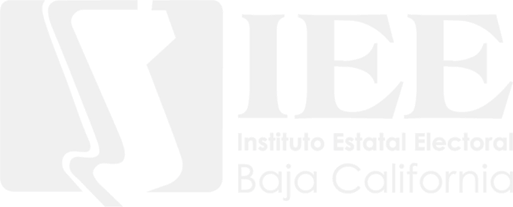 IEE
Instituto Estatal Electoral
Baja California